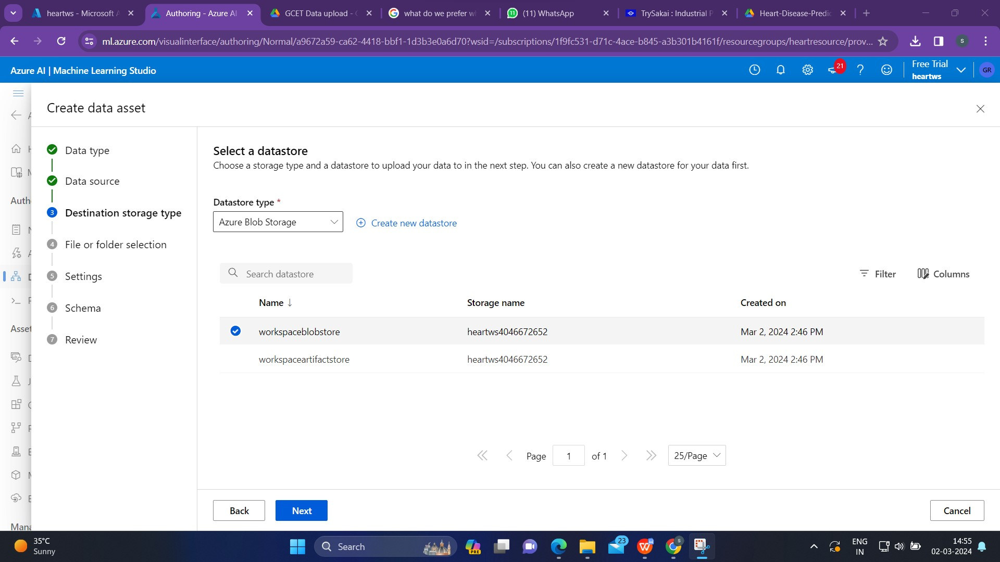 heartws - Microsoft A
Authoring - Azure AI
GCET Data upload -
what do we prefer w
(11) WhatsApp
TrySakai : Industrial P
Heart-Disease-Predic
ml.azure.com/visualinterface/authoring/Normal/a9672a59-ca62-4418-bbf1-1d3b3e0a6d70?wsid=/subscriptions/1f9fc531-d71c-4ace-b845-a3b301b4161f/resourcegroups/heartresource/prov...
S
Azure AI | Machine Learning Studio
21
Free Trial
heartws
GR
Create data asset
Data type
Data source
3 Destination storage type
4 File or folder selection
5 Settings
6 Schema
7 Review
Auth
Asset
Mana
Select a datastore
Choose a storage type and a datastore to upload your data to in the next step. You can also create a new datastore for your data first.
Datastore type *
Azure Blob Storage
Create new datastore
Search datastore
Filter
Columns
Name ↓ Storage name Created on
workspaceblobstore heartws4046672652 Mar 2, 2024 2:46 PM
workspaceartifactstore heartws4046672652 Mar 2, 2024 2:46 PM
Page 1 of 1
25/Page
Back
Next
Cancel
35°C
Sunny
Search
PRE
23
ENG
IN
14:55
02-03-2024